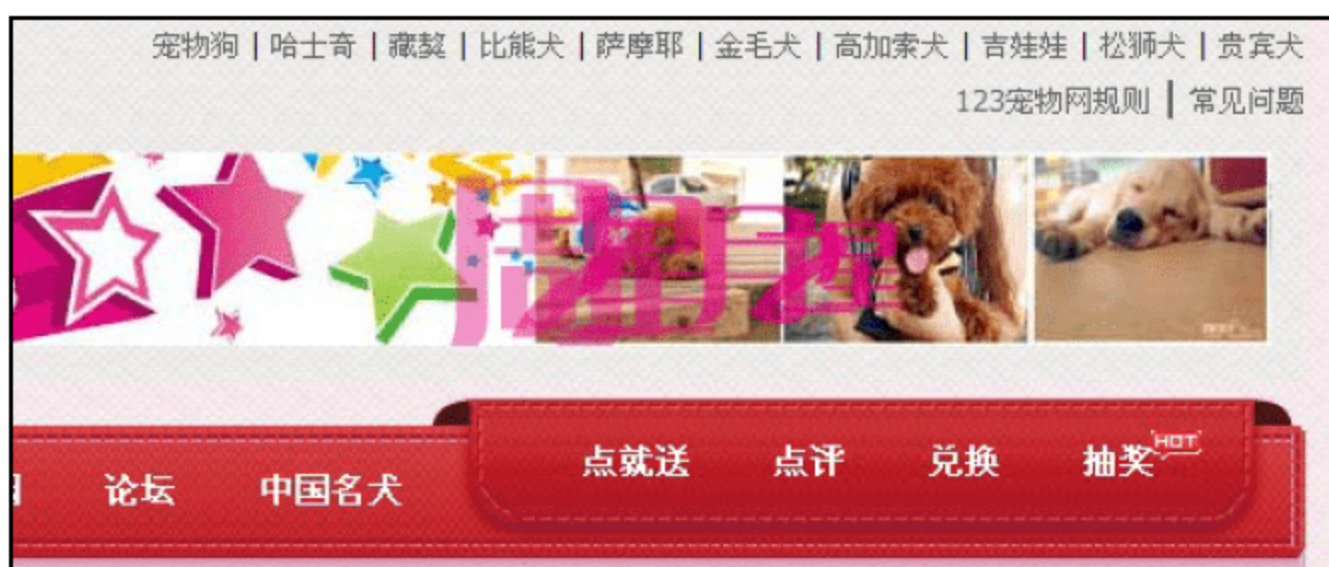 宠物狗 | 哈士奇 | 藏獒 | 比熊犬 | 萨摩耶 | 金毛犬 | 高加索犬 | 吉娃娃 | 松狮犬 | 贵宾犬
123宠物网规则 | 常见问题
点就送 点评 兑换 抽奖 HOT
论坛 中国名犬